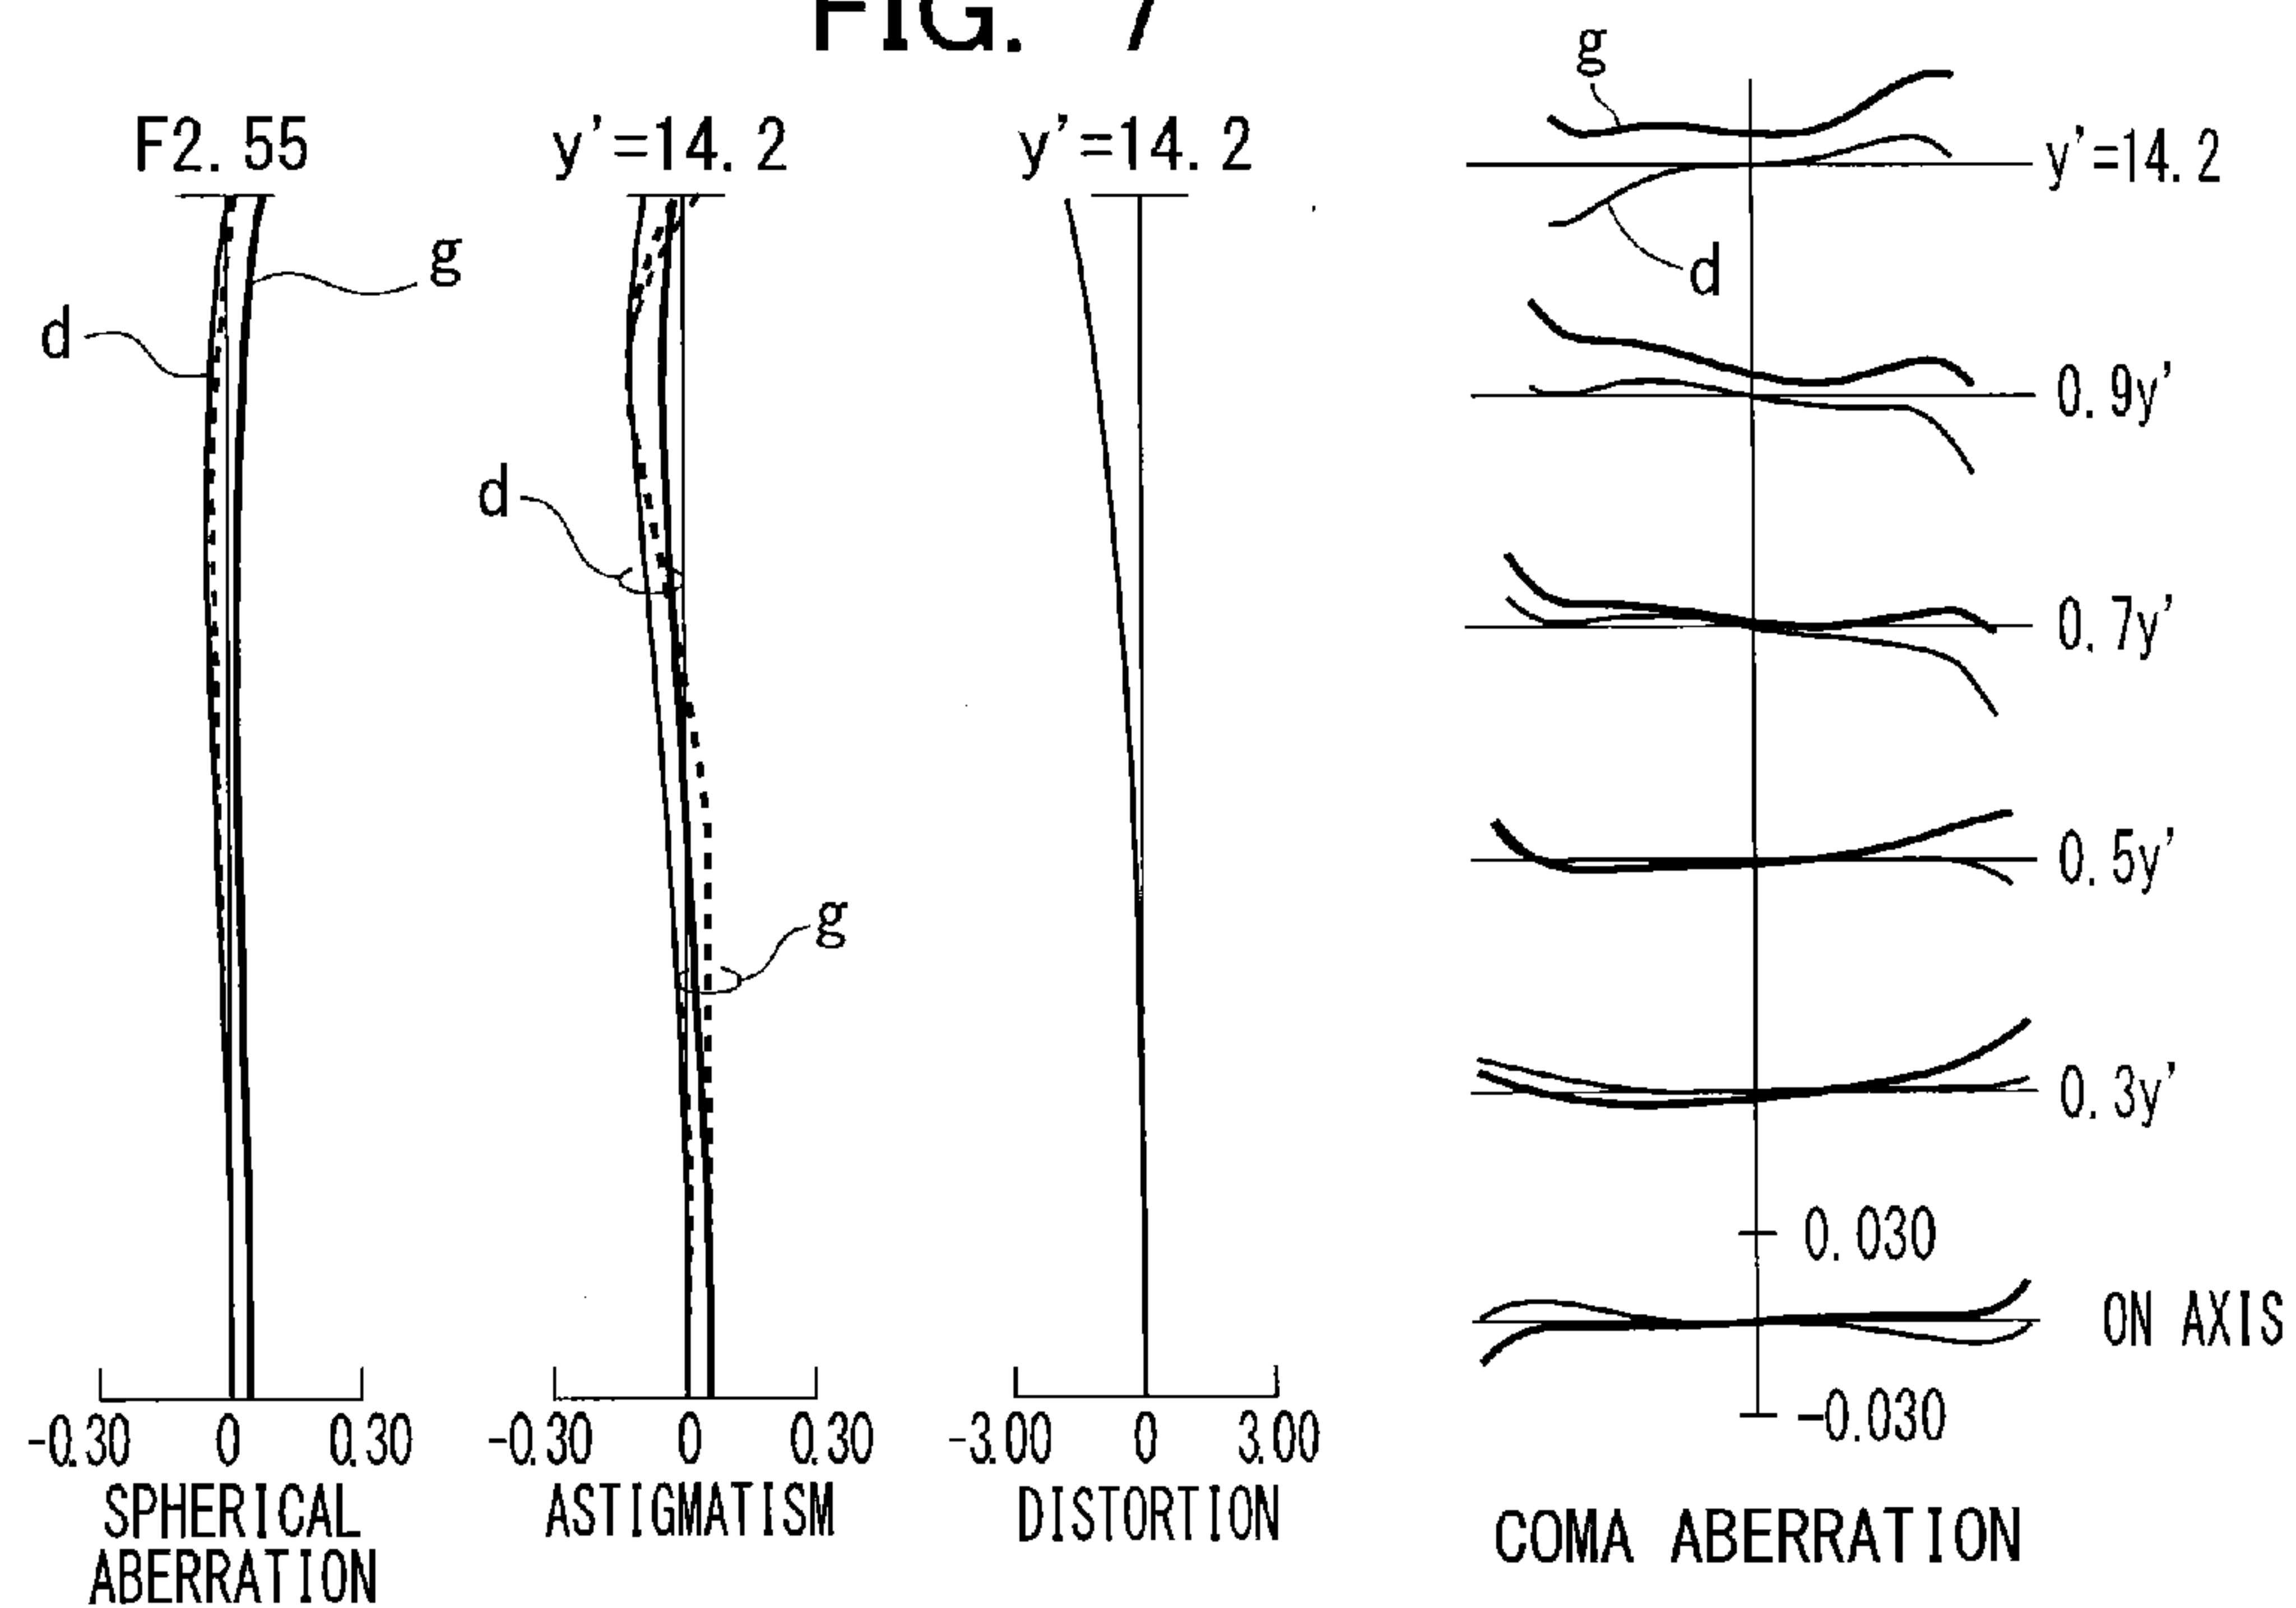 FIG. 7
F2. 55
y'=14. 2
y'=14. 2
g
y'=14. 2
d
g
d
0. 9y'
d
0. 7y'
0. 5y'
g
0. 3y'
0. 030
ON AXIS
-0. 030
-0.30 0 0.30
-0.30 0 0.30
-3.00 0 3.00
SPHERICAL
ABERRATION
ASTIGMATISM
DISTORTION
COMA ABERRATION